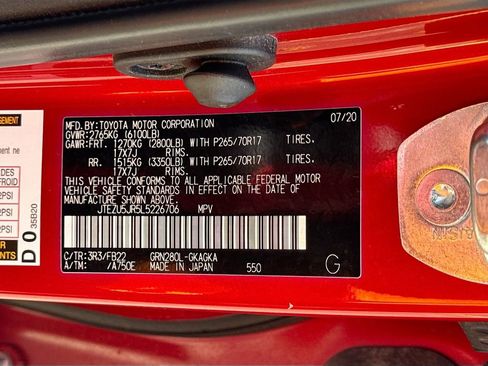 07/20
MFD. BY: TOYOTA MOTOR CORPORATION
GVWR: 2765KG (6100LB)
GAWR: FRT. 1270KG (2800LB) WITH P265/70R17 TIRES.
17X7J RIMS.
RR. 1515KG (3350LB) WITH P265/70R17 TIRES.
17X7J RIMS.
THIS VEHICLE CONFORMS TO ALL APPLICABLE FEDERAL MOTOR
VEHICLE SAFETY STANDARDS IN EFFECT ON THE DATE OF
MANUFACTURE SHOWN ABOVE.
JTEZU5JR5L5226706 MPV
C/TR: 3R3/FB22 GRN280L-GKAGKA
A/TM: /A750E MADE IN JAPAN 550 G
D0
35B20